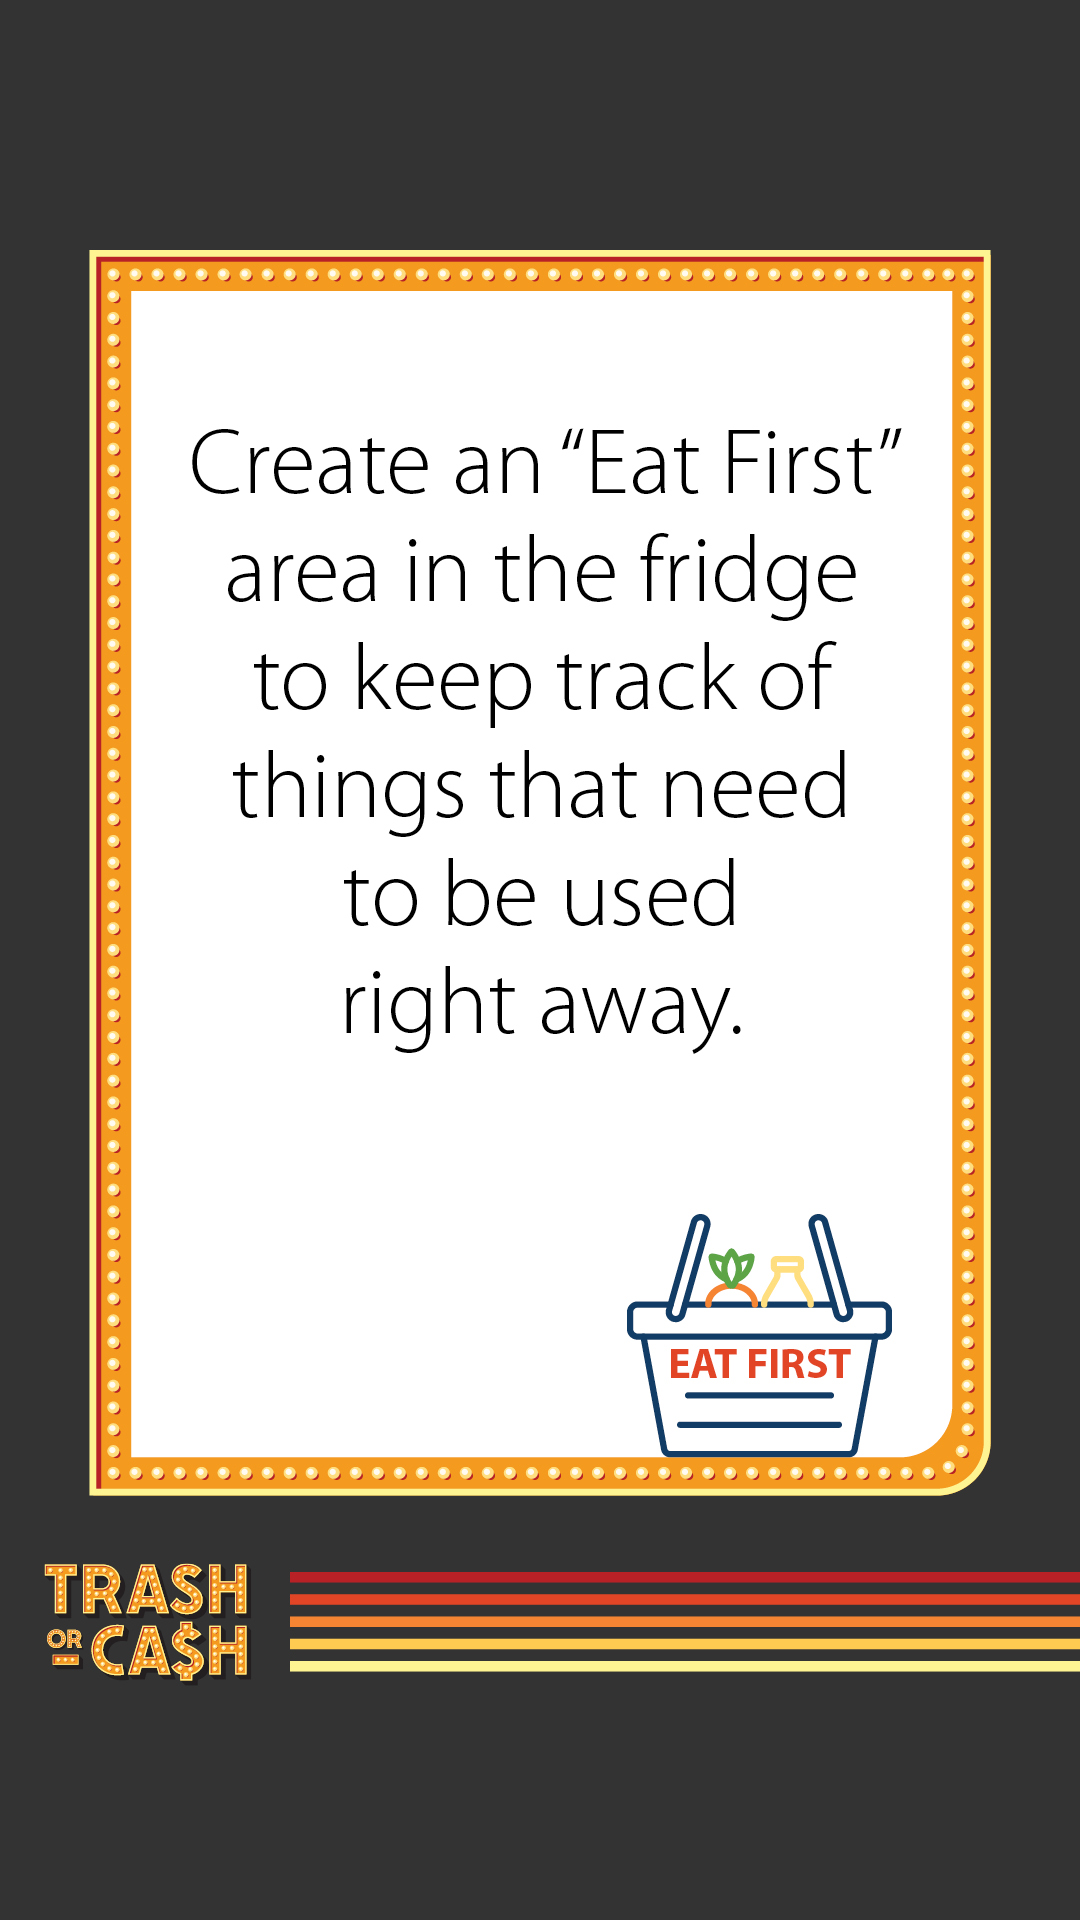 Create an “Eat First”
area in the fridge
to keep track of
things that need
to be used
right away.
EAT FIRST
TRASH
OR CA$H